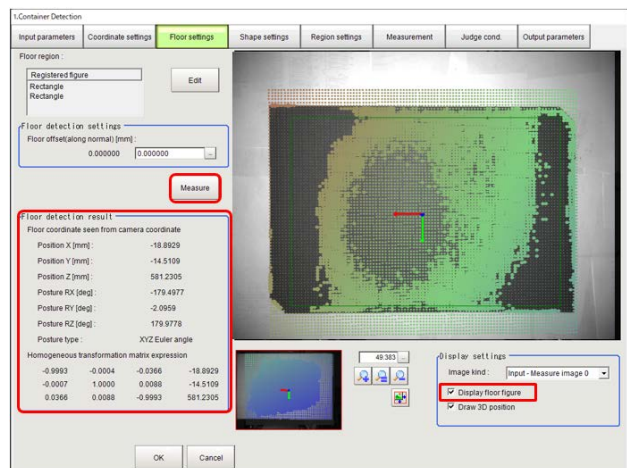 1.Container Detection
Input parameters Coordinate settings Floor settings Shape settings Region settings Measurement Judge cond. Output parameters
Floor region :
Registered figure
Rectangle
Rectangle
Edit
Floor detection settings
Floor offset(along normal) [mm] :
0.000000 0.000000 ...
Measure
Floor detection result
Floor coordinate seen from camera coordinate
Position X [mm] : -18.8929
Position Y [mm] : -14.5109
Position Z [mm] : 581.2305
Posture RX [deg] : -179.4977
Posture RY [deg] : -2.0959
Posture RZ [deg] : 179.9778
Posture type : XYZ Euler angle
Homogeneous transformation matrix expression
-0.9993 -0.0004 -0.0366 -18.8929
-0.0007 1.0000 0.0088 -14.5109
0.0366 0.0088 -0.9993 581.2305
49.383 ...
Display settings
Image kind : Input - Measure image 0
Display floor figure
Draw 3D position
OK Cancel